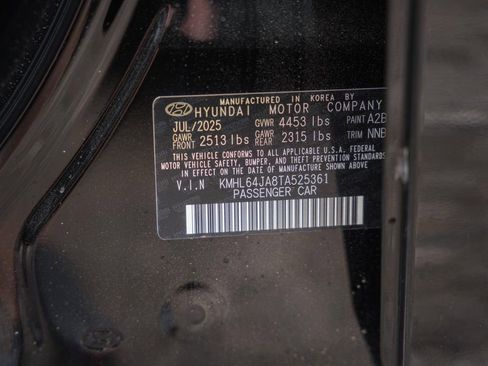 MANUFACTURED IN KOREA BY
HYUNDAI MOTOR COMPANY
JUL/2025 GVWR 4453 lbs PAINT A2B
GAWR FRONT 2513 lbs GAWR REAR 2315 lbs TRIM NNB
THIS VEHICLE CONFORMS TO ALL APPLICABLE U.S.A. FEDERAL
MOTOR VEHICLE SAFETY, BUMPER, AND THEFT PREVENTION STANDARDS
IN EFFECT ON THE DATE OF MANUFACTURE SHOWN ABOVE
V.I.N KMHL64JA8TA525361
PASSENGER CAR